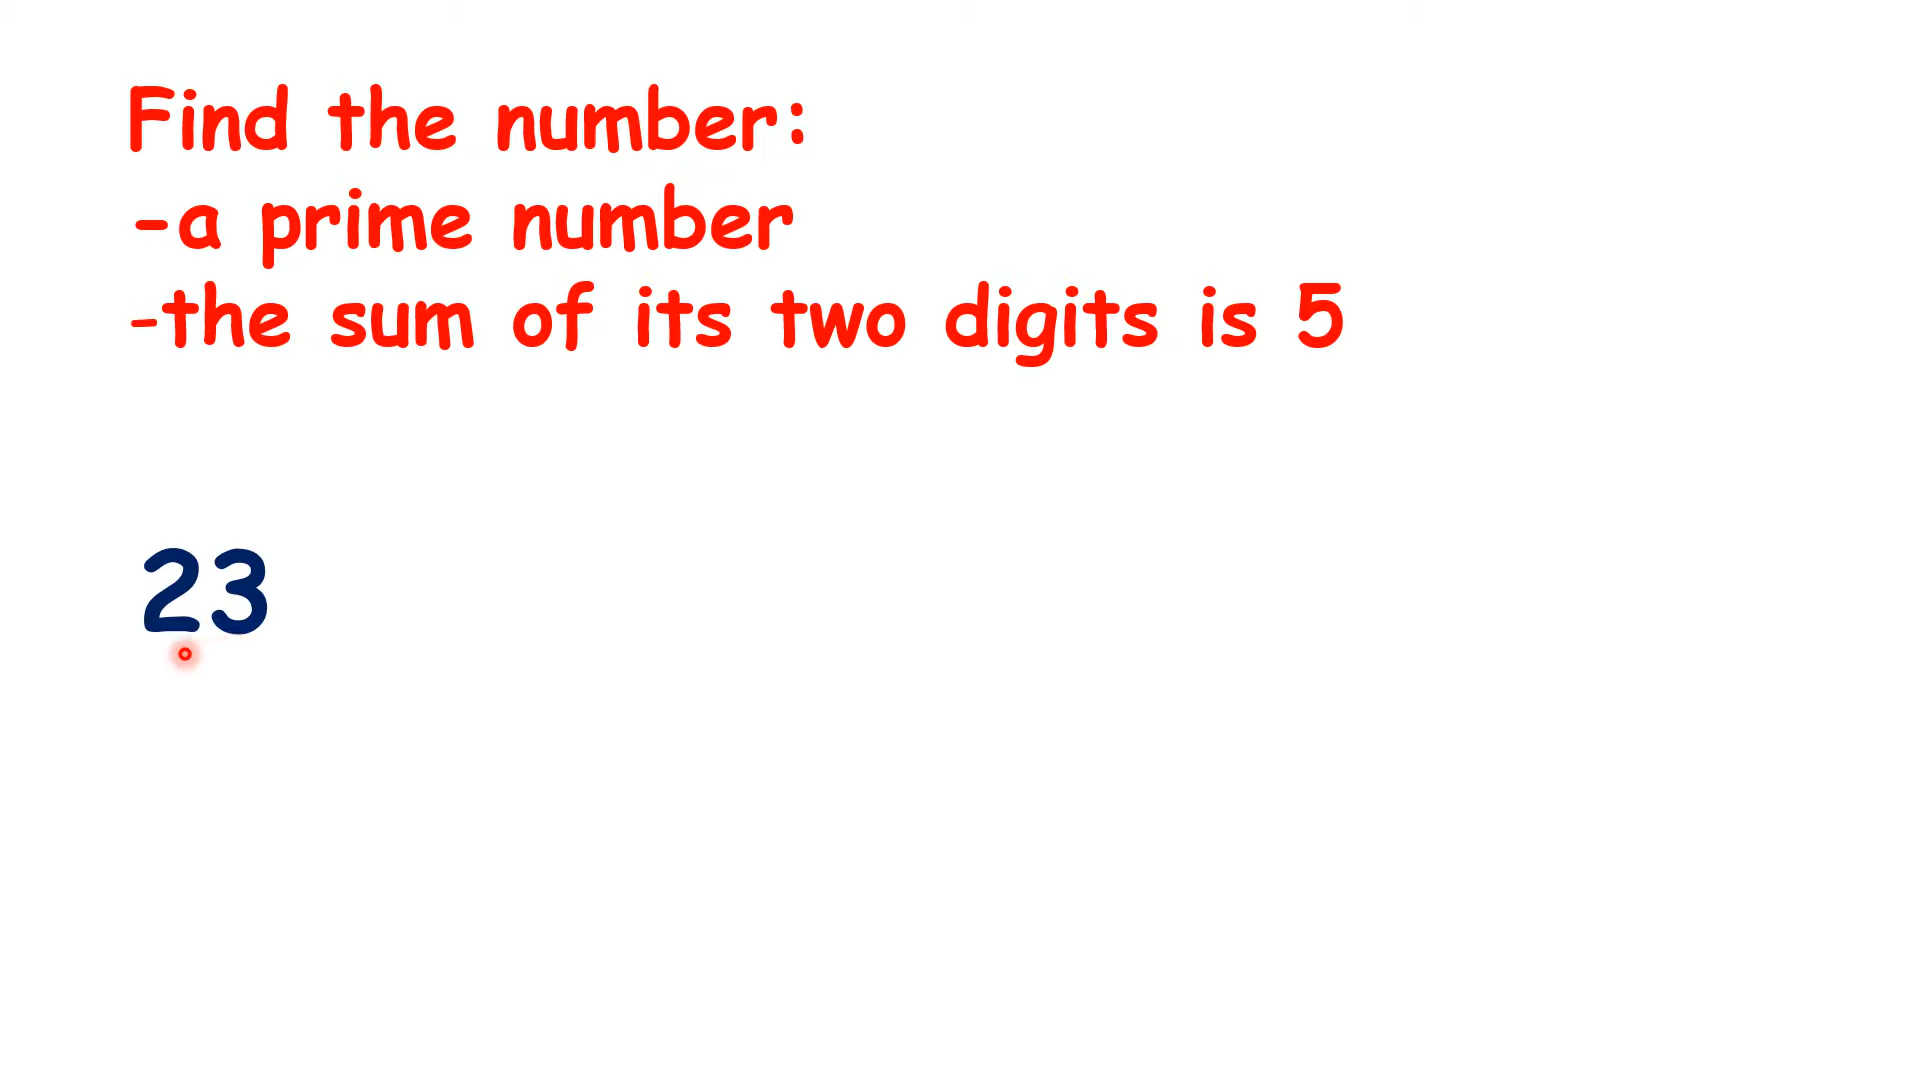 Find the number:
-a prime number
-the sum of its two digits is 5
23